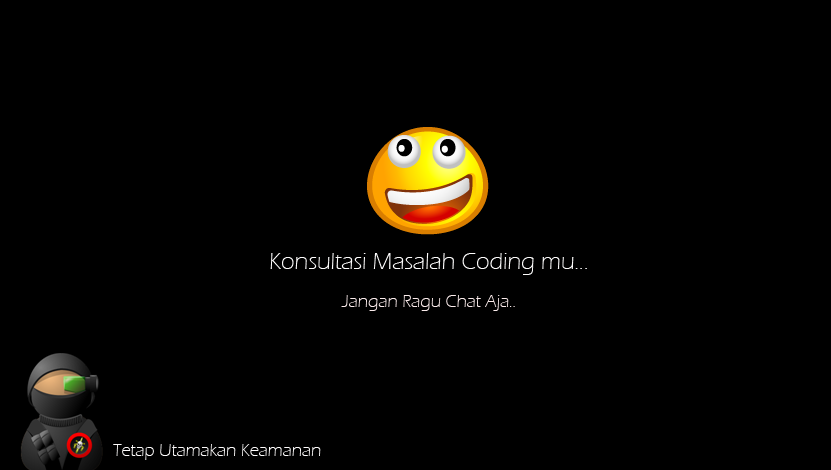 Konsultasi Masalah Coding mu...
Jangan Ragu Chat Aja..
Tetap Utamakan Keamanan